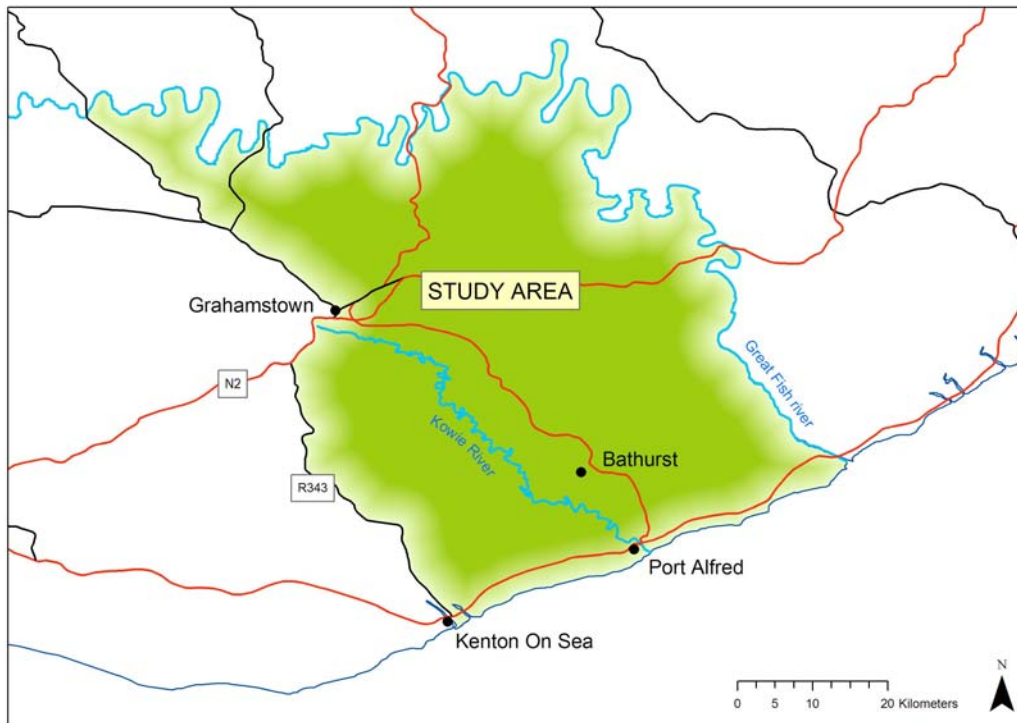 STUDY AREA
Grahamstown
Great Fish river
N2
Kowie River
Bathurst
R343
Port Alfred
Kenton On Sea
N
0 5 10 20 Kilometers